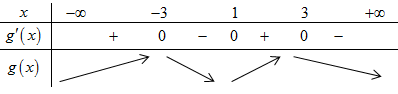 x −∞ −3 1 3 +∞
g′(x) + 0 − 0 + 0 −
g(x)